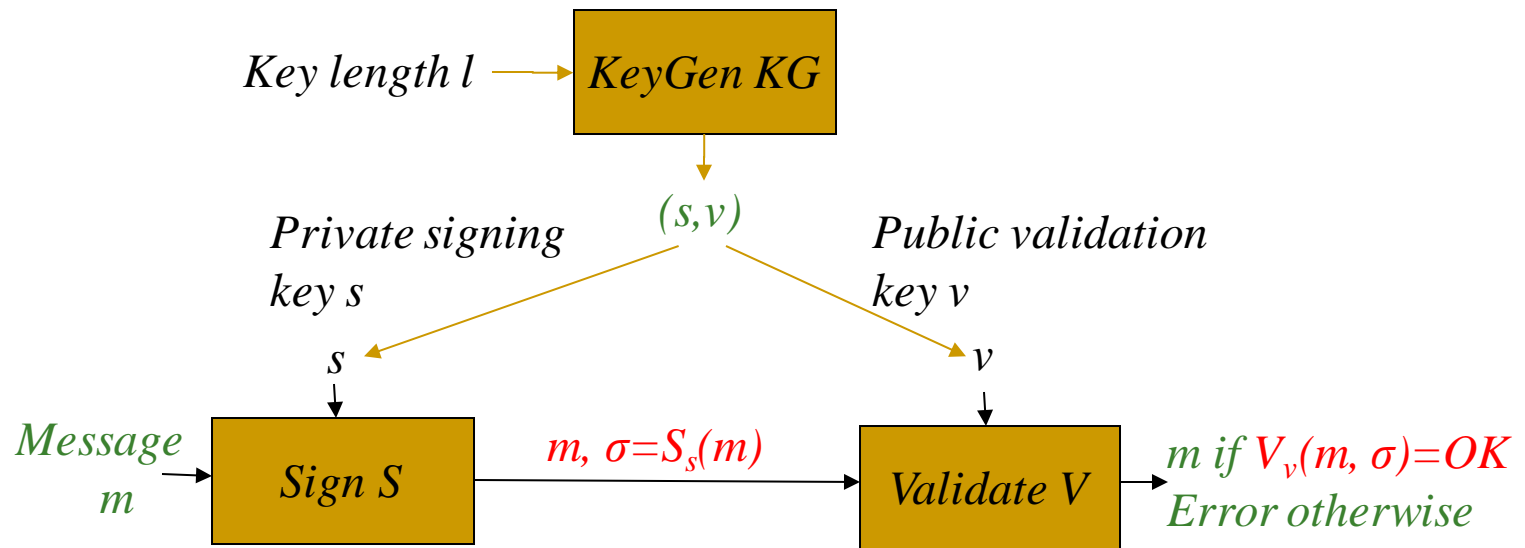 Key length l
KeyGen KG
(s,v)
Private signing
key s
Public validation
key v
s
v
Message
m
Sign S
m, σ=Sₛ(m)
Validate V
m if Vᵥ(m, σ)=OK
Error otherwise